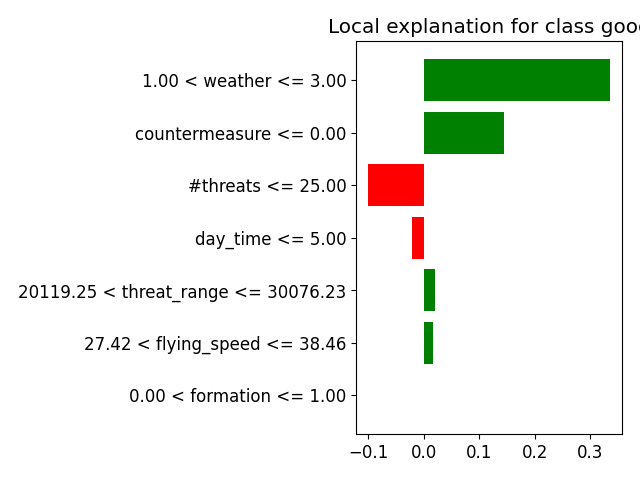 Local explanation for class good
1.00 < weather <= 3.00
countermeasure <= 0.00
#threats <= 25.00
day_time <= 5.00
20119.25 < threat_range <= 30076.23
27.42 < flying_speed <= 38.46
0.00 < formation <= 1.00
−0.1 0.0 0.1 0.2 0.3